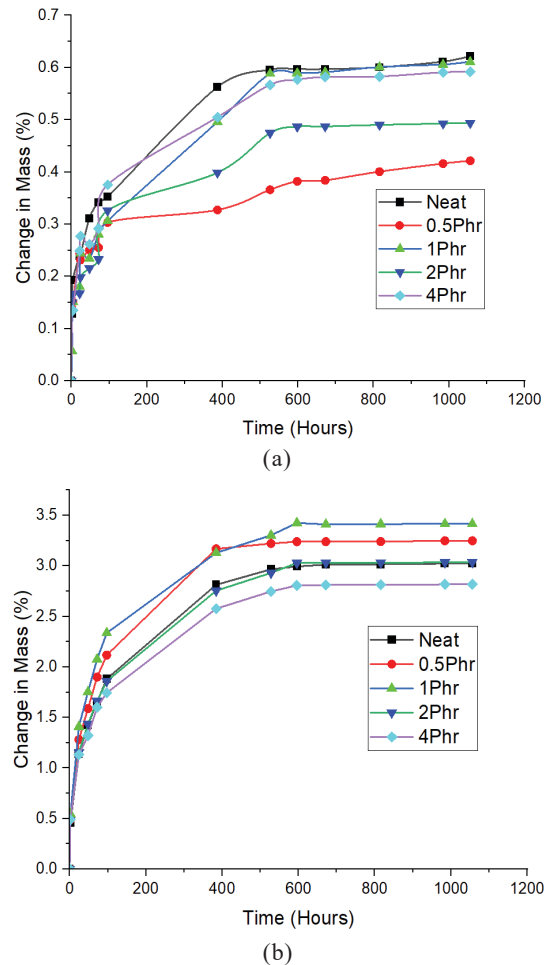 0.7
0.6
0.5
0.4
0.3
0.2
0.1
0.0
Change in Mass (%)
Neat
0.5Phr
1Phr
2Phr
4Phr
0 200 400 600 800 1000 1200
Time (Hours)
(a)
3.5
3.0
2.5
2.0
1.5
1.0
0.5
0.0
Change in Mass (%)
Neat
0.5Phr
1Phr
2Phr
4Phr
0 200 400 600 800 1000 1200
Time (Hours)
(b)